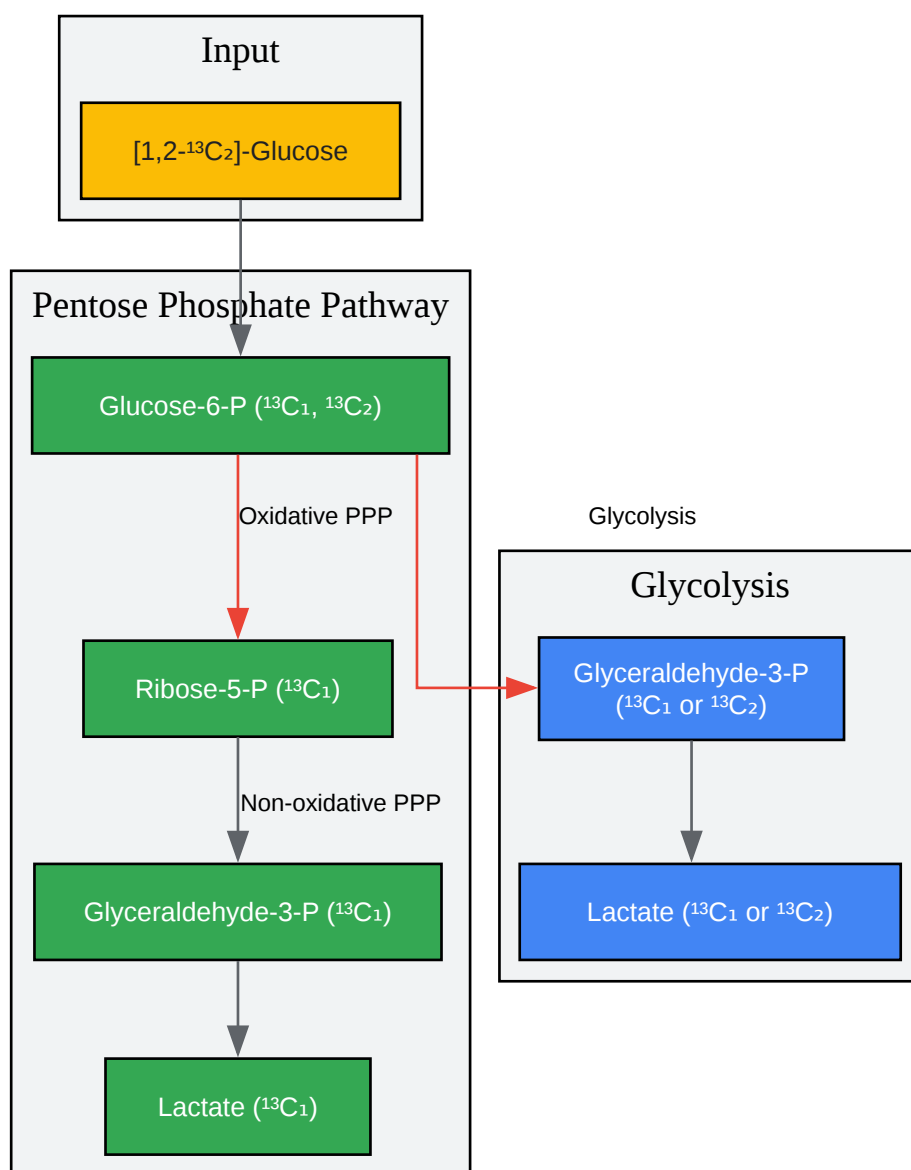 Input
[1,2-¹³C₂]-Glucose
Pentose Phosphate Pathway
Glucose-6-P (¹³C₁, ¹³C₂)
Oxidative PPP
Glycolysis
Glycolysis
Ribose-5-P (¹³C₁)
Glyceraldehyde-3-P
(¹³C₁ or ¹³C₂)
Non-oxidative PPP
Glyceraldehyde-3-P (¹³C₁)
Lactate (¹³C₁ or ¹³C₂)
Lactate (¹³C₁)